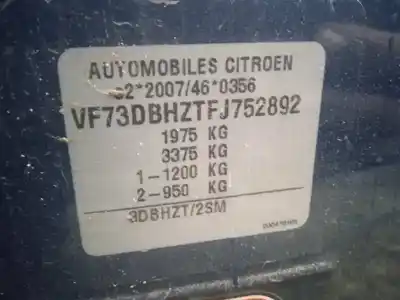 AUTOMOBILES CITROEN
e2*2007/46*0356
VF73DBHZTFJ752892
1975 KG
3375 KG
1-1200 KG
2-950 KG
3DBHZT/2SM